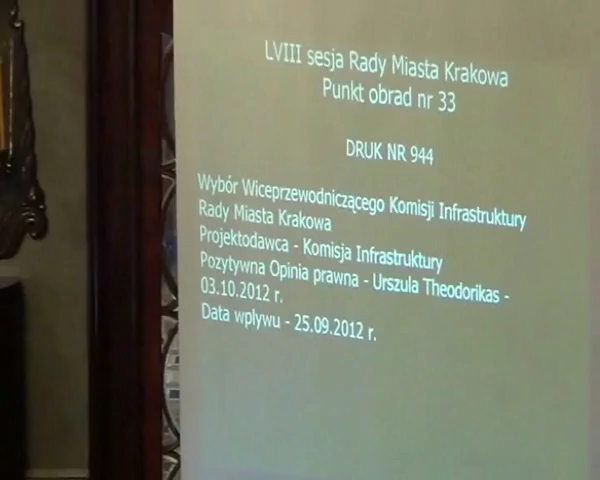 LVIII sesja Rady Miasta Krakowa
Punkt obrad nr 33
DRUK NR 944
Wybór Wiceprzewodniczącego Komisji Infrastruktury
Rady Miasta Krakowa
Projektodawca - Komisja Infrastruktury
Pozytywna Opinia prawna - Urszula Theodorikas -
03.10.2012 r.
Data wpływu - 25.09.2012 r.